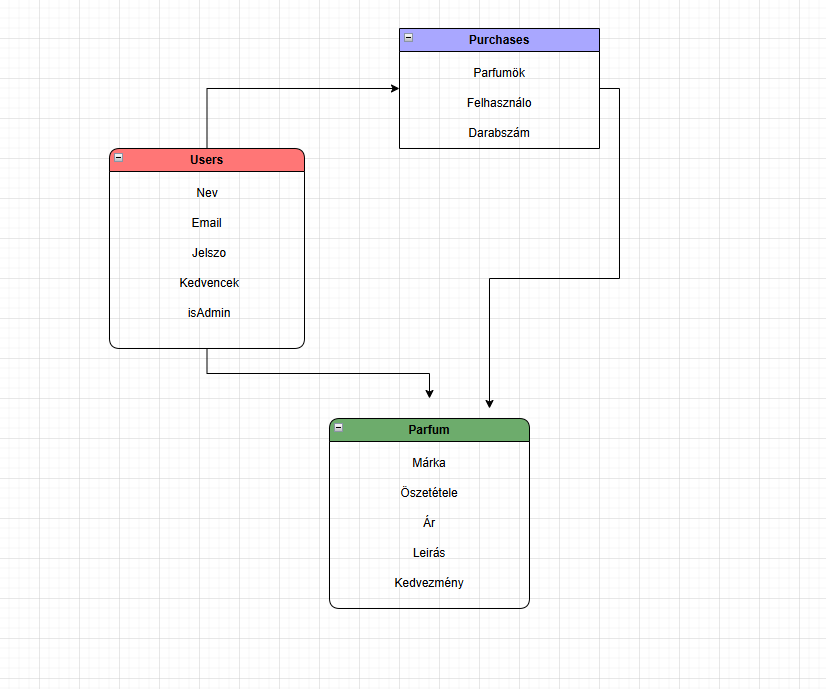 Purchases
Parfumök
Felhasználo
Darabszám
Users
Nev
Email
Jelszo
Kedvencek
isAdmin
Parfum
Márka
Öszetétele
Ár
Leirás
Kedvezmény